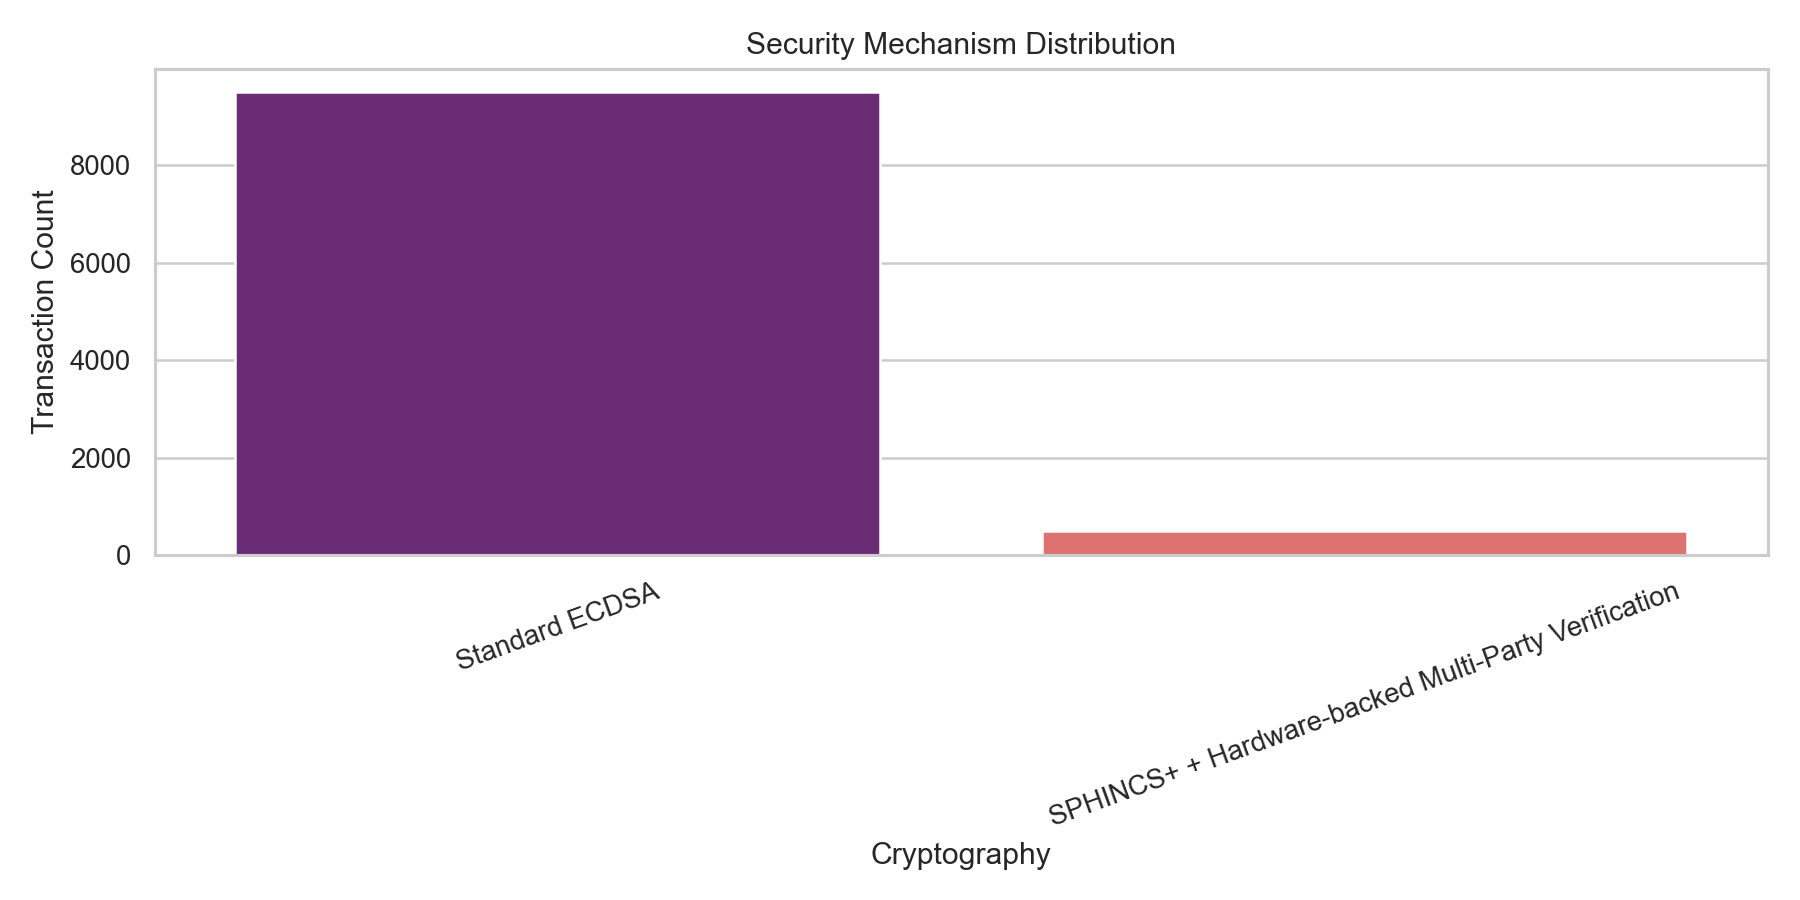 Security Mechanism Distribution
Transaction Count
8000
6000
4000
2000
0
Standard ECDSA
SPHINCS+ + Hardware-backed Multi-Party Verification
Cryptography